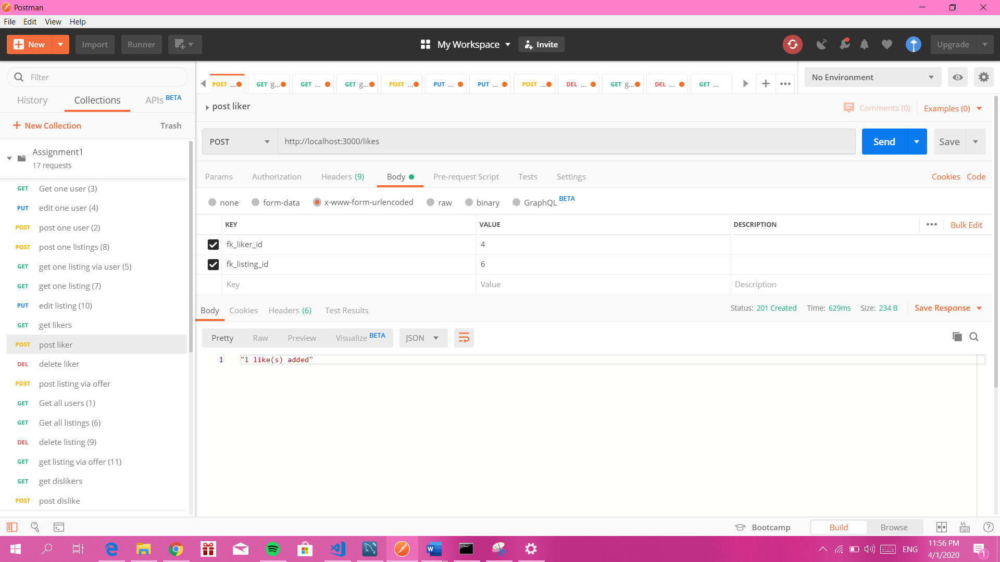 Postman
File Edit View Help
New Import Runner My Workspace Invite Upgrade
Filter
History Collections APIs BETA
New Collection Trash
Assignment1
17 requests
GET Get one user (3)
PUT edit one user (4)
POST post one user (2)
POST post one listings (8)
GET get one listing via user (5)
GET get one listing (7)
PUT edit listing (10)
GET get likers
POST post liker
DEL delete liker
POST post listing via offer
GET Get all users (1)
GET Get all listings (6)
DEL delete listing (9)
GET get listing via offer (11)
GET get dislikers
POST post dislike
POST ... GET g... GET ... GET g... POST ... PUT ... PUT ... POST ... DEL ... GET g... DEL ... GET ...
No Environment
post liker
Comments (0) Examples (0)
POST http://localhost:3000/likes Send Save
Params Authorization Headers (9) Body Pre-request Script Tests Settings Cookies Code
none form-data x-www-form-urlencoded raw binary GraphQL BETA
KEY VALUE DESCRIPTION Bulk Edit
fk_liker_id 4
fk_listing_id 6
Key Value Description
Body Cookies Headers (6) Test Results Status: 201 Created Time: 629ms Size: 234 B Save Response
Pretty Raw Preview Visualize BETA JSON
1 "1 like(s) added"
Bootcamp Build Browse
ENG 11:56 PM
4/1/2020
1